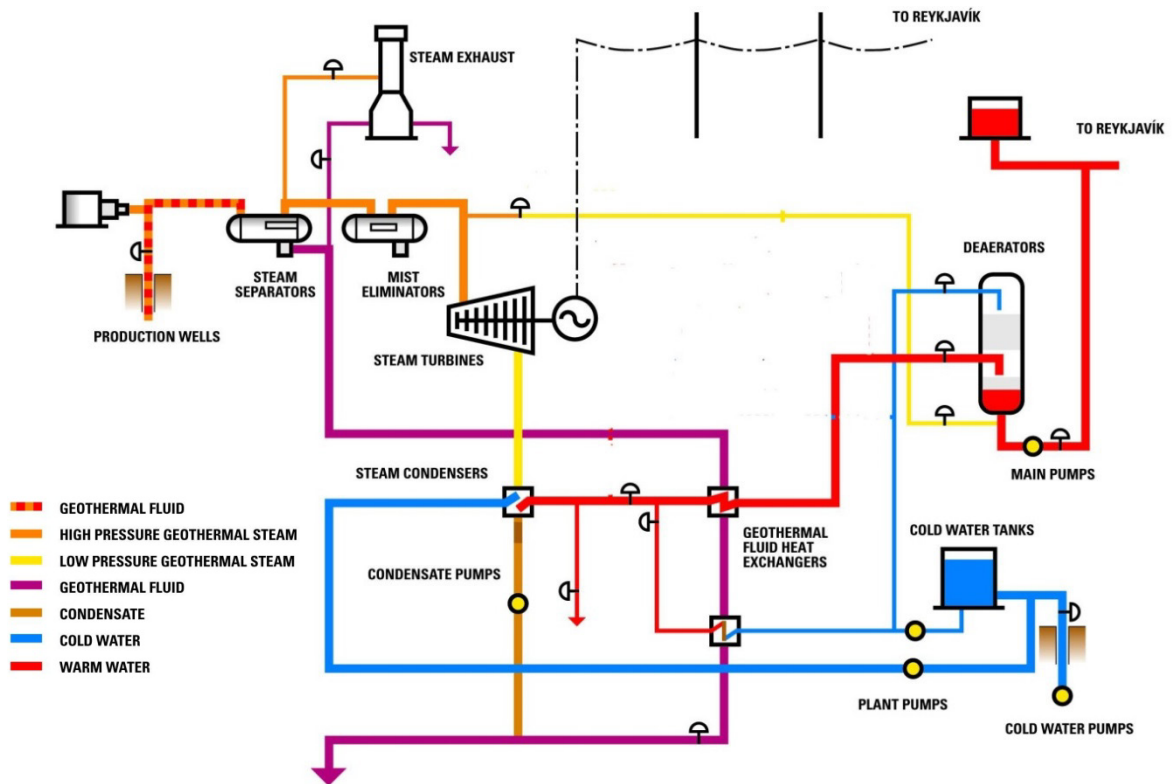 TO REYKJAVÍK
STEAM EXHAUST
TO REYKJAVÍK
DEAERATORS
STEAM
SEPARATORS
MIST
ELIMINATORS
PRODUCTION WELLS
STEAM TURBINES
STEAM CONDENSERS
MAIN PUMPS
GEOTHERMAL FLUID
HIGH PRESSURE GEOTHERMAL STEAM
LOW PRESSURE GEOTHERMAL STEAM
GEOTHERMAL FLUID
CONDENSATE
COLD WATER
WARM WATER
CONDENSATE PUMPS
GEOTHERMAL
FLUID HEAT
EXCHANGERS
COLD WATER TANKS
PLANT PUMPS
COLD WATER PUMPS